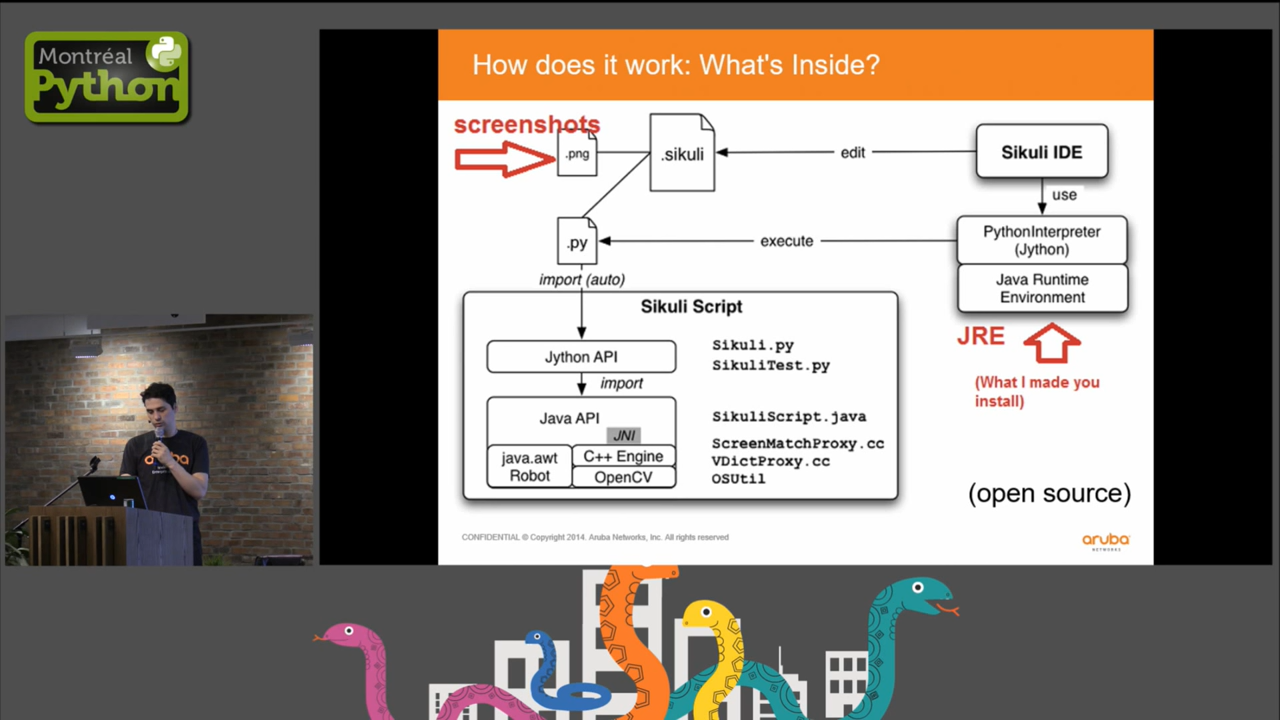 Montréal
Python
How does it work: What's Inside?
screenshots
.png
.sikuli
edit
Sikuli IDE
use
.py
execute
PythonInterpreter
(Jython)
Java Runtime
Environment
import (auto)
JRE
(What I made you
install)
Sikuli Script
Jython API
Sikuli.py
SikuliTest.py
import
Java API
JNI
SikuliScript.java
java.awt
Robot
C++ Engine
OpenCV
ScreenMatchProxy.cc
VDictProxy.cc
OSUtil
(open source)
CONFIDENTIAL © Copyright 2014. Aruba Networks, Inc. All rights reserved
aruba
NETWORKS